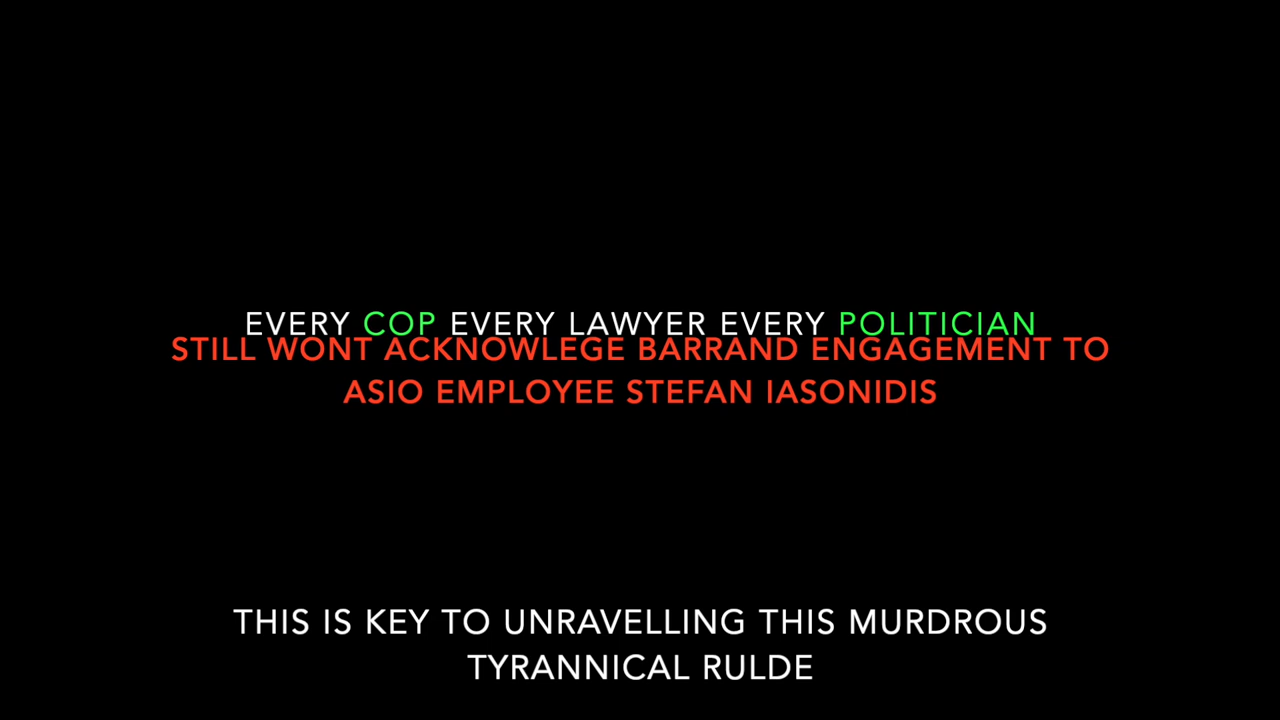 EVERY COP EVERY LAWYER EVERY POLITICIAN
STILL WONT ACKNOWLEGE BARRAND ENGAGEMENT TO
ASIO EMPLOYEE STEFAN IASONIDIS
THIS IS KEY TO UNRAVELLING THIS MURDROUS
TYRANNICAL RULDE